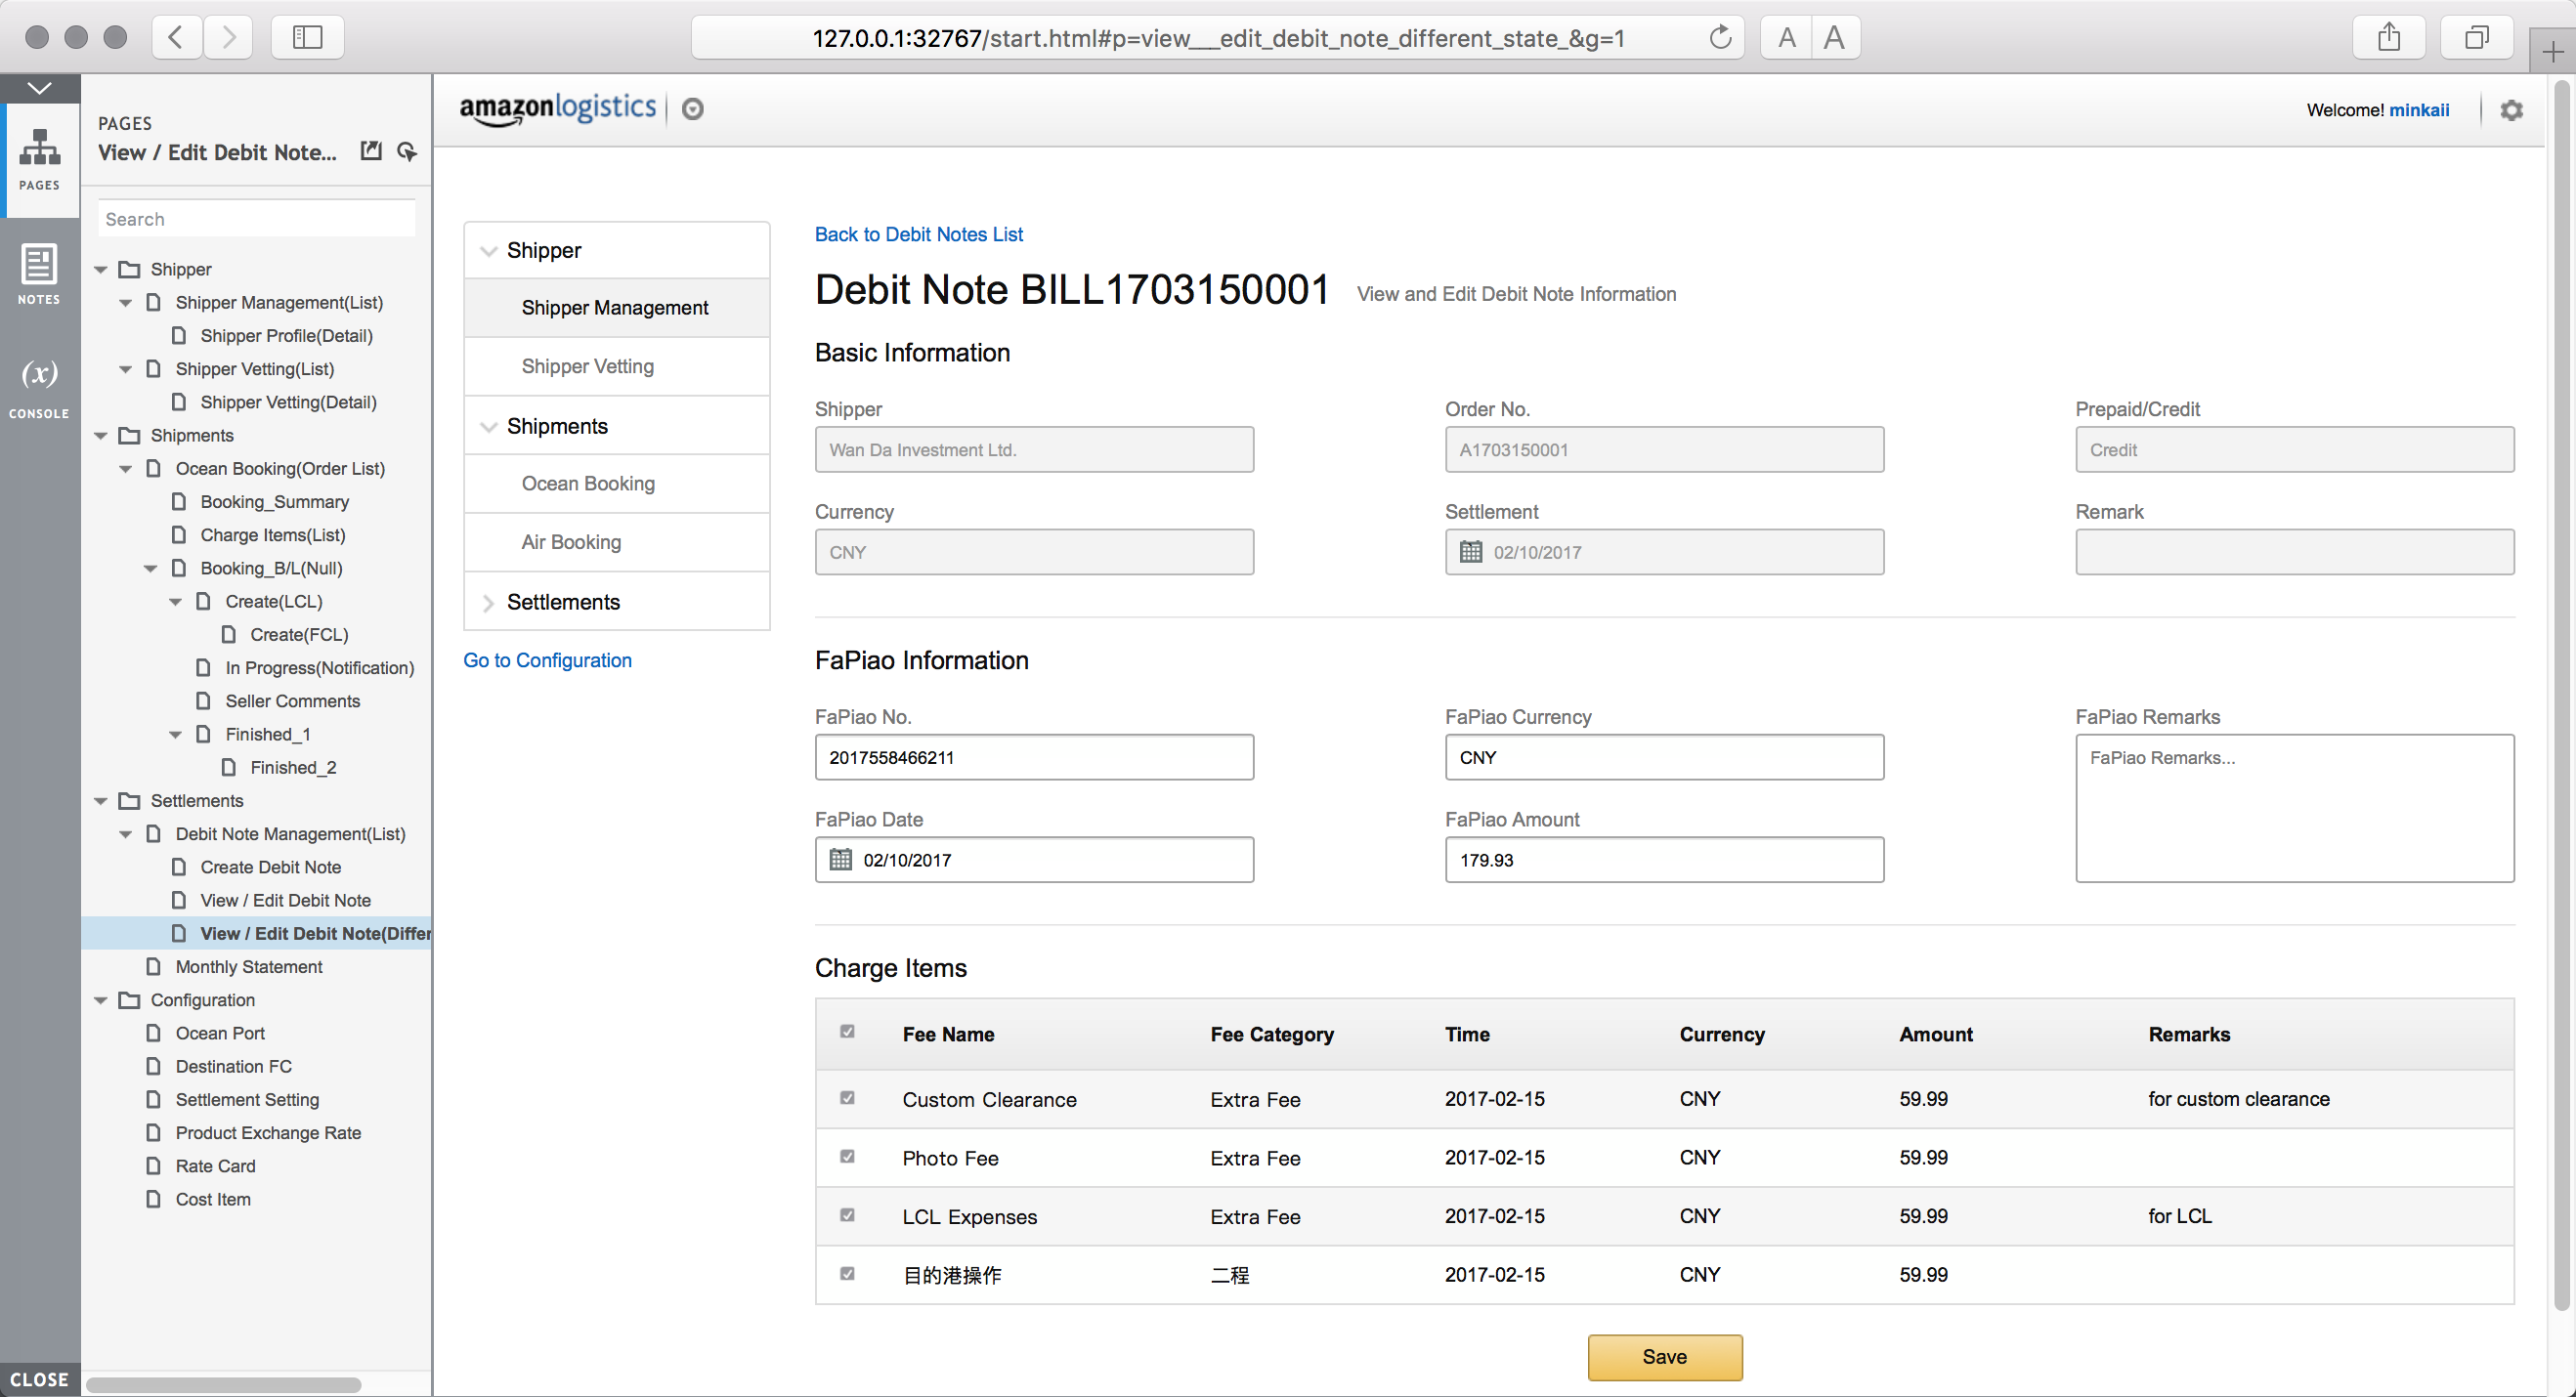 127.0.0.1:32767/start.html#p=view___edit_debit_note_different_state_&g=1
A
A
PAGES
NOTES
(x)
CONSOLE
CLOSE
PAGES
View / Edit Debit Note...
Search
Shipper
Shipper Management(List)
Shipper Profile(Detail)
Shipper Vetting(List)
Shipper Vetting(Detail)
Shipments
Ocean Booking(Order List)
Booking_Summary
Charge Items(List)
Booking_B/L(Null)
Create(LCL)
Create(FCL)
In Progress(Notification)
Seller Comments
Finished_1
Finished_2
Settlements
Debit Note Management(List)
Create Debit Note
View / Edit Debit Note
View / Edit Debit Note(Differ
Monthly Statement
Configuration
Ocean Port
Destination FC
Settlement Setting
Product Exchange Rate
Rate Card
Cost Item
amazonlogistics
Welcome! minkaii
Shipper
Shipper Management
Shipper Vetting
Shipments
Ocean Booking
Air Booking
Settlements
Go to Configuration
Back to Debit Notes List
Debit Note BILL1703150001 View and Edit Debit Note Information
Basic Information
Shipper Order No. Prepaid/Credit
Wan Da Investment Ltd. A1703150001 Credit
Currency Settlement Remark
CNY 02/10/2017
FaPiao Information
FaPiao No. FaPiao Currency FaPiao Remarks
2017558466211 CNY FaPiao Remarks...
FaPiao Date FaPiao Amount
02/10/2017 179.93
Charge Items
Fee Name Fee Category Time Currency Amount Remarks
Custom Clearance Extra Fee 2017-02-15 CNY 59.99 for custom clearance
Photo Fee Extra Fee 2017-02-15 CNY 59.99
LCL Expenses Extra Fee 2017-02-15 CNY 59.99 for LCL
目的港操作 二程 2017-02-15 CNY 59.99
Save